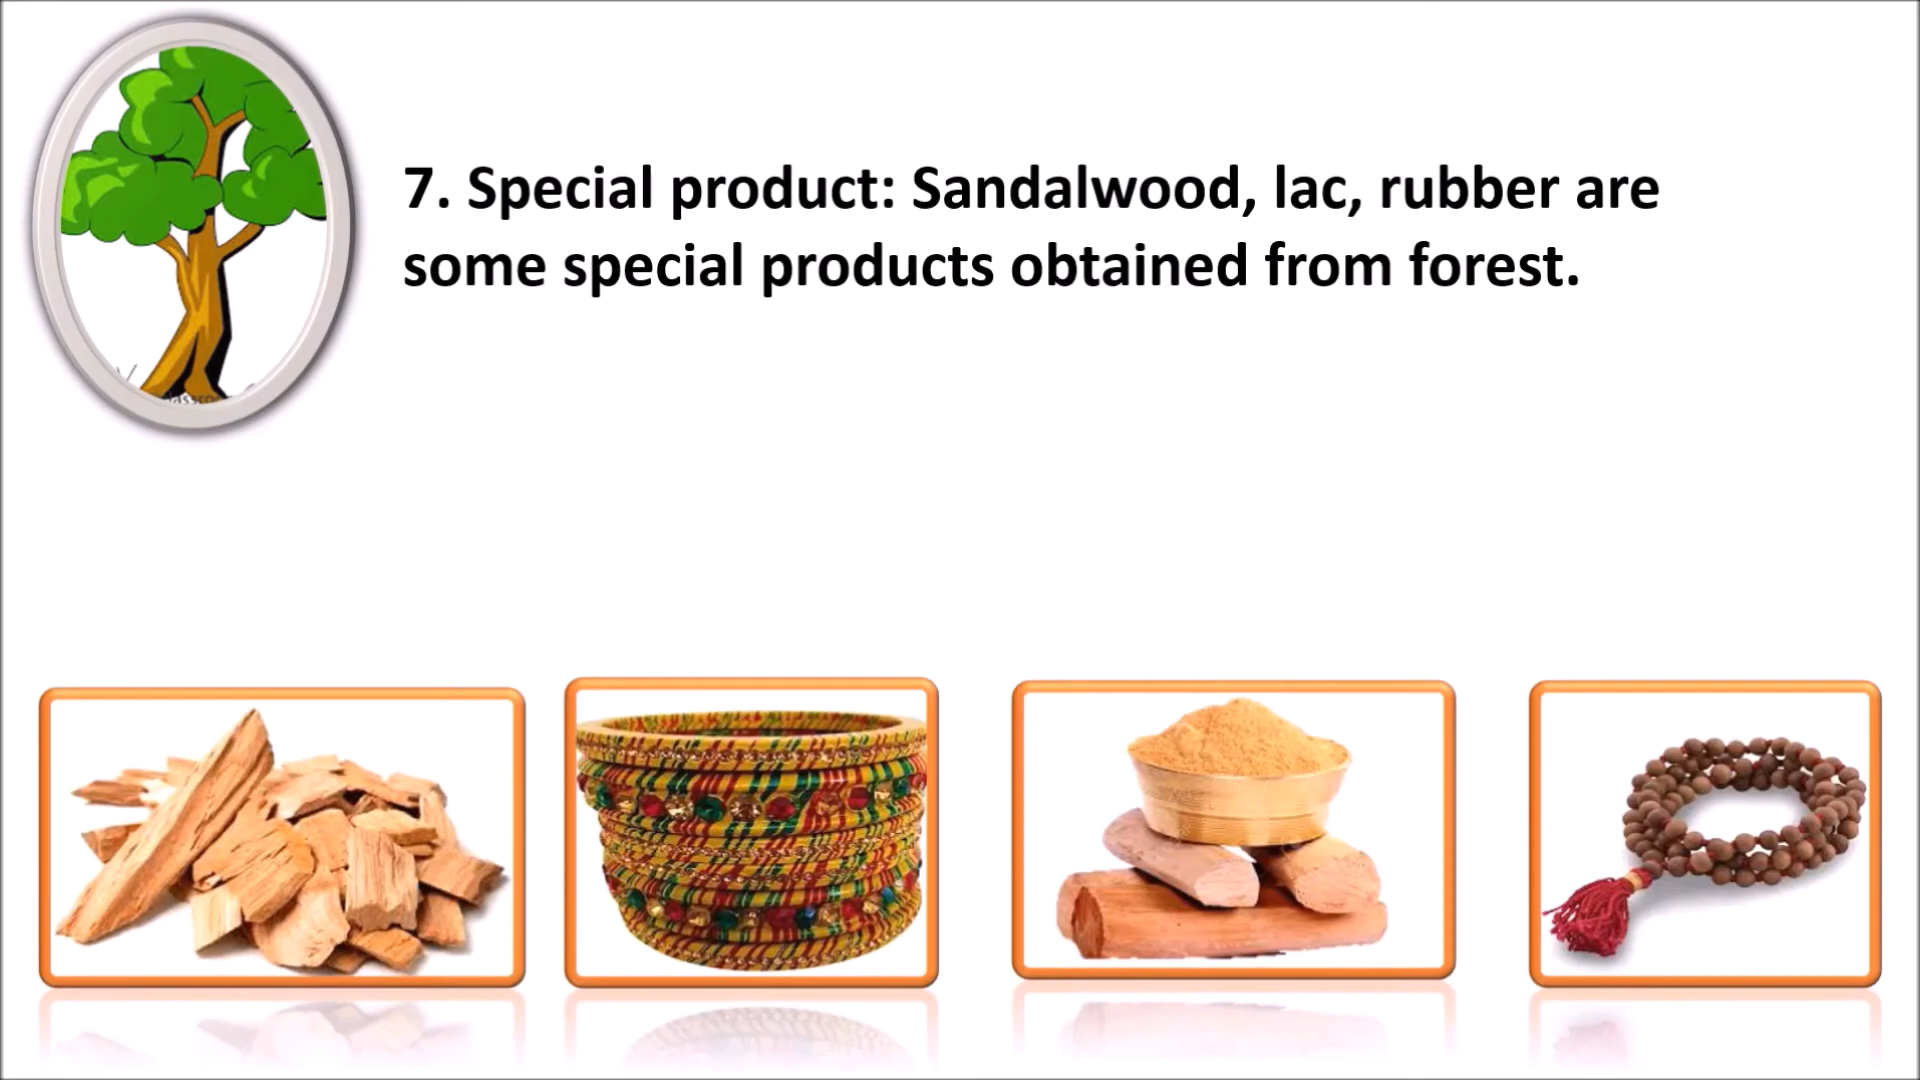 7. Special product: Sandalwood, lac, rubber are
some special products obtained from forest.